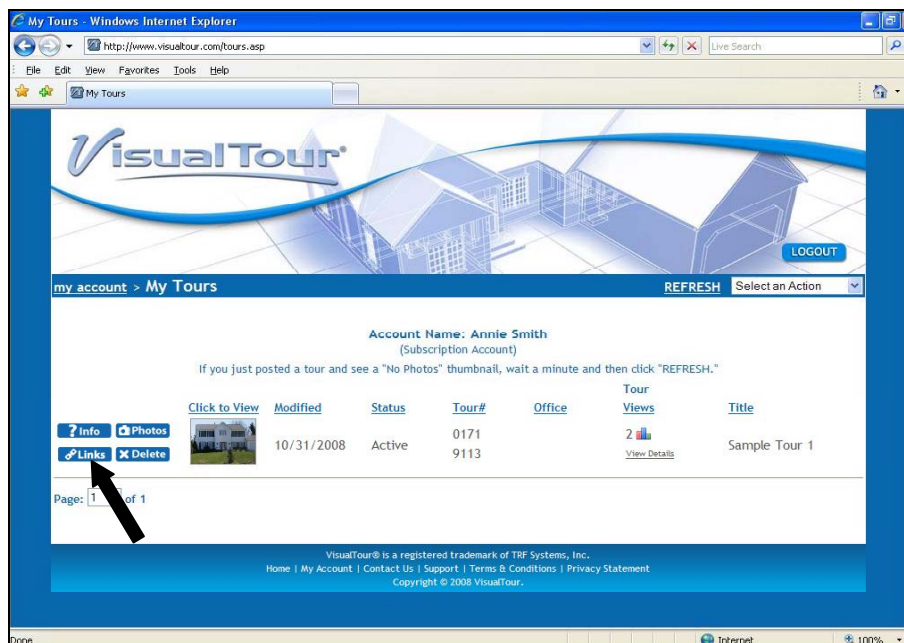 My Tours - Windows Internet Explorer
http://www.visualtour.com/tours.asp
Live Search
File Edit View Favorites Tools Help
My Tours
VisualTour®
LOGOUT
my account > My Tours REFRESH Select an Action
Account Name: Annie Smith
(Subscription Account)
If you just posted a tour and see a "No Photos" thumbnail, wait a minute and then click "REFRESH."
Click to View Modified Status Tour# Office Tour Views Title
? Info Photos
Links X Delete
10/31/2008 Active 0171 9113 2 View Details Sample Tour 1
Page: 1 of 1
VisualTour® is a registered trademark of TRF Systems, Inc.
Home | My Account | Contact Us | Support | Terms & Conditions | Privacy Statement
Copyright © 2008 VisualTour.
Done Internet 100%